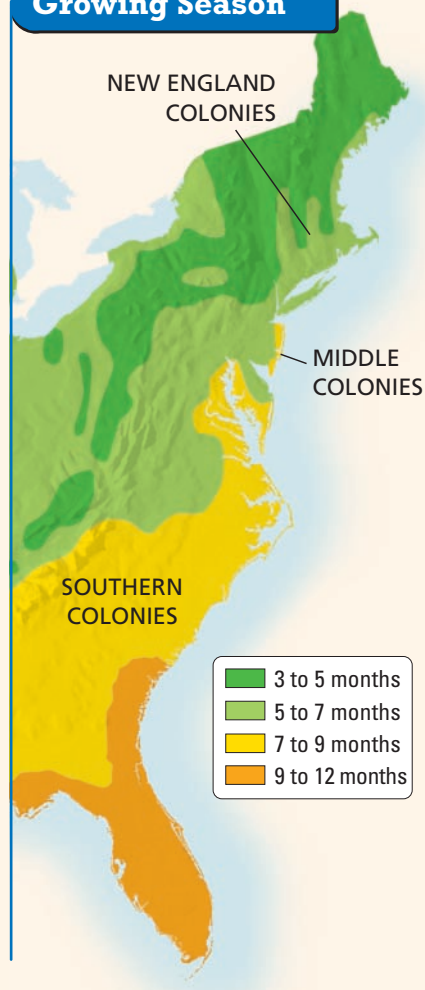 Growing Season
NEW ENGLAND
COLONIES
MIDDLE
COLONIES
SOUTHERN
COLONIES
3 to 5 months
5 to 7 months
7 to 9 months
9 to 12 months